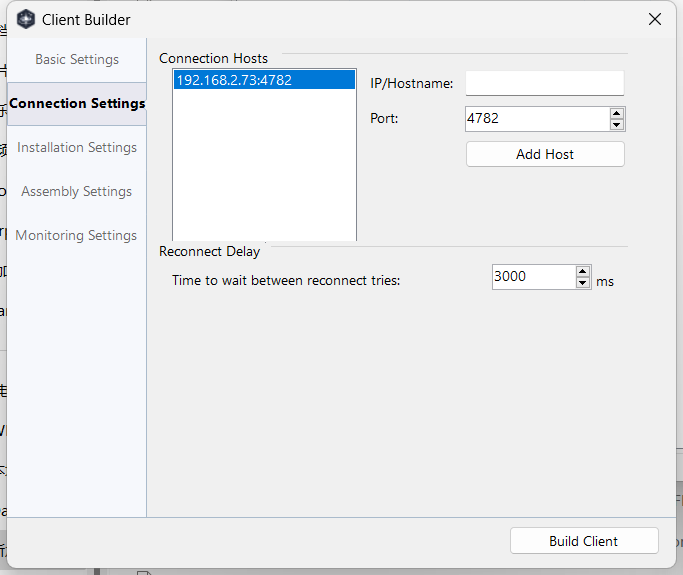 Client Builder
Basic Settings
Connection Settings
Installation Settings
Assembly Settings
Monitoring Settings
Connection Hosts
192.168.2.73:4782
IP/Hostname:
Port:
4782
Add Host
Reconnect Delay
Time to wait between reconnect tries:
3000
ms
Build Client